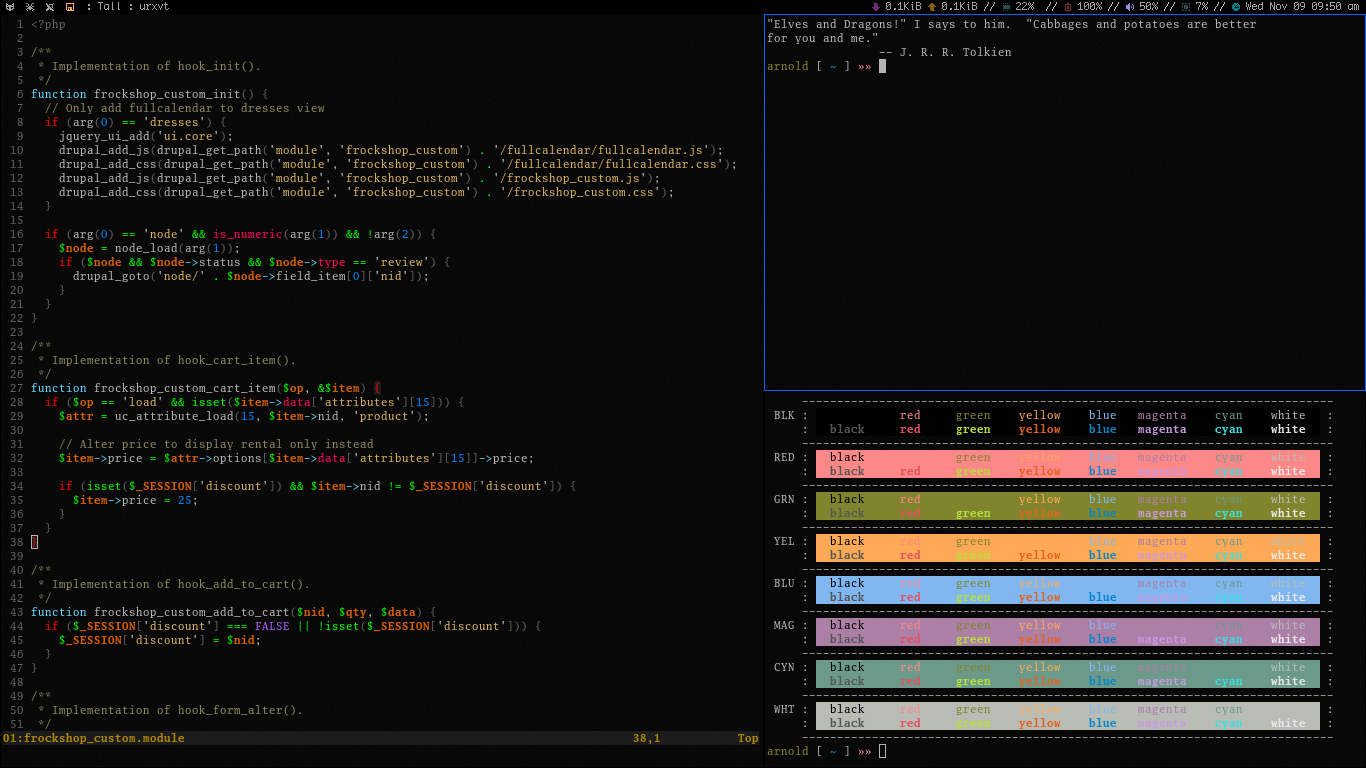 : Tall : urxvt
0.1KiB 0.1KiB // 22% // 100% // 50% // 7% // Wed Nov 09 09:50 am
1 <?php
2
3 /**
4  * Implementation of hook_init().
5  */
6 function frockshop_custom_init() {
7   // Only add fullcalendar to dresses view
8   if (arg(0) == 'dresses') {
9     jquery_ui_add('ui.core');
10     drupal_add_js(drupal_get_path('module', 'frockshop_custom') . '/fullcalendar/fullcalendar.js');
11     drupal_add_css(drupal_get_path('module', 'frockshop_custom') . '/fullcalendar/fullcalendar.css');
12     drupal_add_js(drupal_get_path('module', 'frockshop_custom') . '/frockshop_custom.js');
13     drupal_add_css(drupal_get_path('module', 'frockshop_custom') . '/frockshop_custom.css');
14   }
15
16   if (arg(0) == 'node' && is_numeric(arg(1)) && !arg(2)) {
17     $node = node_load(arg(1));
18     if ($node && $node->status && $node->type == 'review') {
19       drupal_goto('node/' . $node->field_item[0]['nid']);
20     }
21   }
22 }
23
24 /**
25  * Implementation of hook_cart_item().
26  */
27 function frockshop_custom_cart_item($op, &$item) {
28   if ($op == 'load' && isset($item->data['attributes'][15])) {
29     $attr = uc_attribute_load(15, $item->nid, 'product');
30
31     // Alter price to display rental only instead
32     $item->price = $attr->options[$item->data['attributes'][15]]->price;
33
34     if (isset($_SESSION['discount']) && $item->nid != $_SESSION['discount']) {
35       $item->price = 25;
36     }
37   }
38 }
39
40 /**
41  * Implementation of hook_add_to_cart().
42  */
43 function frockshop_custom_add_to_cart($nid, $qty, $data) {
44   if ($_SESSION['discount'] === FALSE || !isset($_SESSION['discount'])) {
45     $_SESSION['discount'] = $nid;
46   }
47 }
48
49 /**
50  * Implementation of hook_form_alter().
51  */
01:frockshop_custom.module 38,1 Top
"Elves and Dragons!" I says to him.  "Cabbages and potatoes are better
for you and me."
-- J. R. R. Tolkien
arnold [ ~ ] »»
----------------------------------------------------------------------------
BLK : red green yellow blue magenta cyan white :
: black red green yellow blue magenta cyan white :
----------------------------------------------------------------------------
RED : black green yellow blue magenta cyan white :
: black red green yellow blue magenta cyan white :
----------------------------------------------------------------------------
GRN : black red yellow blue magenta cyan white :
: black red green yellow blue magenta cyan white :
----------------------------------------------------------------------------
YEL : black red green blue magenta cyan white :
: black red green yellow blue magenta cyan white :
----------------------------------------------------------------------------
BLU : black red green yellow magenta cyan white :
: black red green yellow blue magenta cyan white :
----------------------------------------------------------------------------
MAG : black red green yellow blue cyan white :
: black red green yellow blue magenta cyan white :
----------------------------------------------------------------------------
CYN : black red green yellow blue magenta white :
: black red green yellow blue magenta cyan white :
----------------------------------------------------------------------------
WHT : black red green yellow blue magenta cyan :
: black red green yellow blue magenta cyan white :
----------------------------------------------------------------------------
arnold [ ~ ] »»